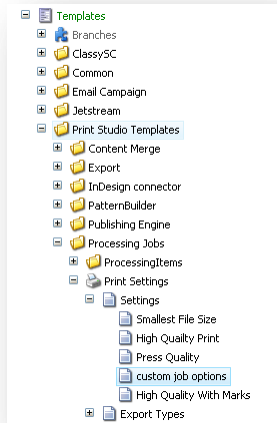 Templates
Branches
ClassySC
Common
Email Campaign
Jetstream
Print Studio Templates
Content Merge
Export
InDesign connector
PatternBuilder
Publishing Engine
Processing Jobs
ProcessingItems
Print Settings
Settings
Smallest File Size
High Quailty Print
Press Quality
custom job options
High Quality With Marks
Export Types